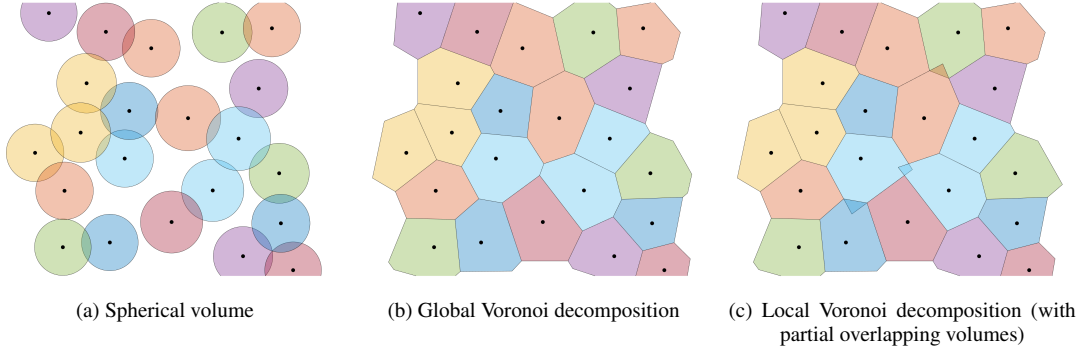 (a) Spherical volume
(b) Global Voronoi decomposition
(c) Local Voronoi decomposition (with
partial overlapping volumes)